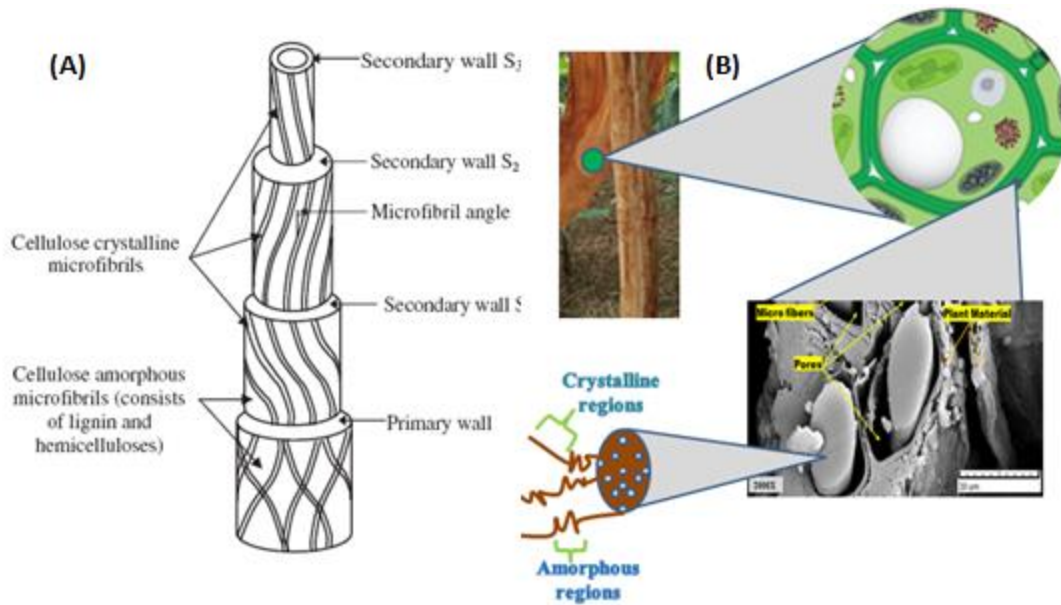 (A)
Secondary wall S₃
Secondary wall S₂
Microfibril angle
Cellulose crystalline
microfibrils
Secondary wall S
Cellulose amorphous
microfibrils (consists
of lignin and
hemicelluloses)
Primary wall
(B)
Micro fibers
Plant Material
Pores
Crystalline
regions
Amorphous
regions